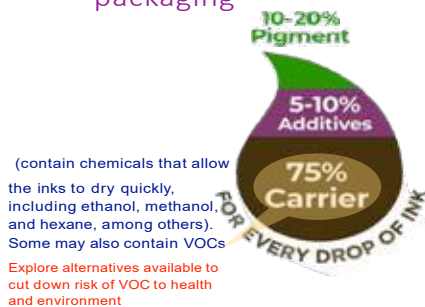 packaging
10-20%
Pigment
5-10%
Additives
75%
Carrier
FOR EVERY DROP OF INK
(contain chemicals that allow
the inks to dry quickly,
including ethanol, methanol,
and hexane, among others).
Some may also contain VOCs
Explore alternatives available to
cut down risk of VOC to health
and environment